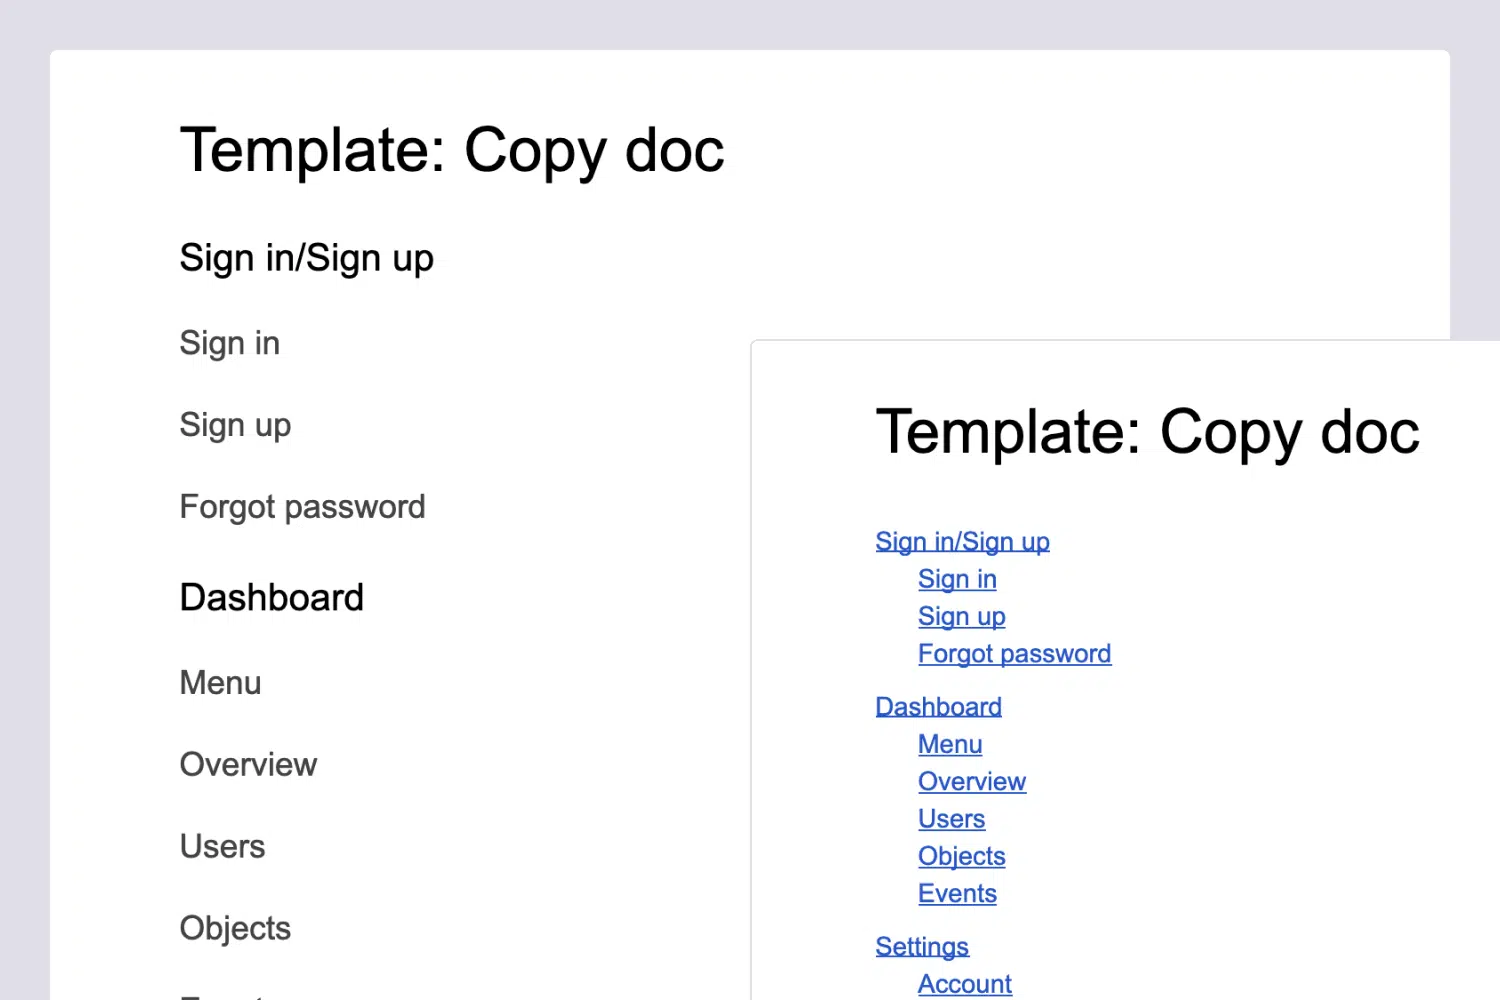 Template: Copy doc
Sign in/Sign up
Sign in
Sign up
Forgot password
Dashboard
Menu
Overview
Users
Objects
Template: Copy doc
Sign in/Sign up
Sign in
Sign up
Forgot password
Dashboard
Menu
Overview
Users
Objects
Events
Settings
Account